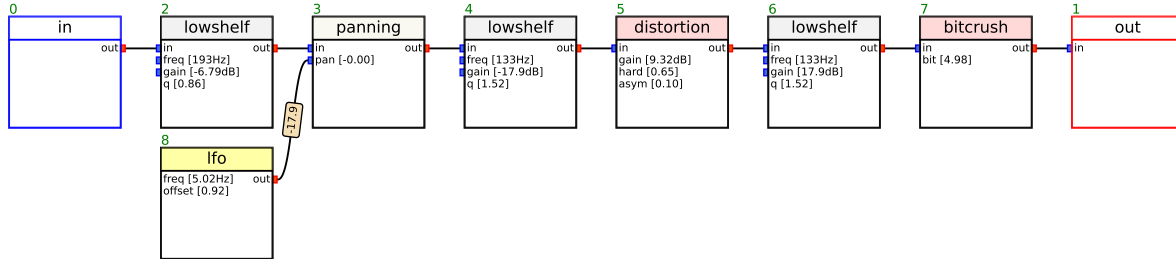 0
in
out
2
lowshelf
in
out
freq [193Hz]
gain [-6.79dB]
q [0.86]
3
panning
in
out
pan [-0.00]
4
lowshelf
in
out
freq [133Hz]
gain [-17.9dB]
q [1.52]
5
distortion
in
out
gain [9.32dB]
hard [0.65]
asym [0.10]
6
lowshelf
in
out
freq [133Hz]
gain [17.9dB]
q [1.52]
7
bitcrush
in
out
bit [4.98]
1
out
in
-17.9
8
lfo
freq [5.02Hz]
out
offset [0.92]